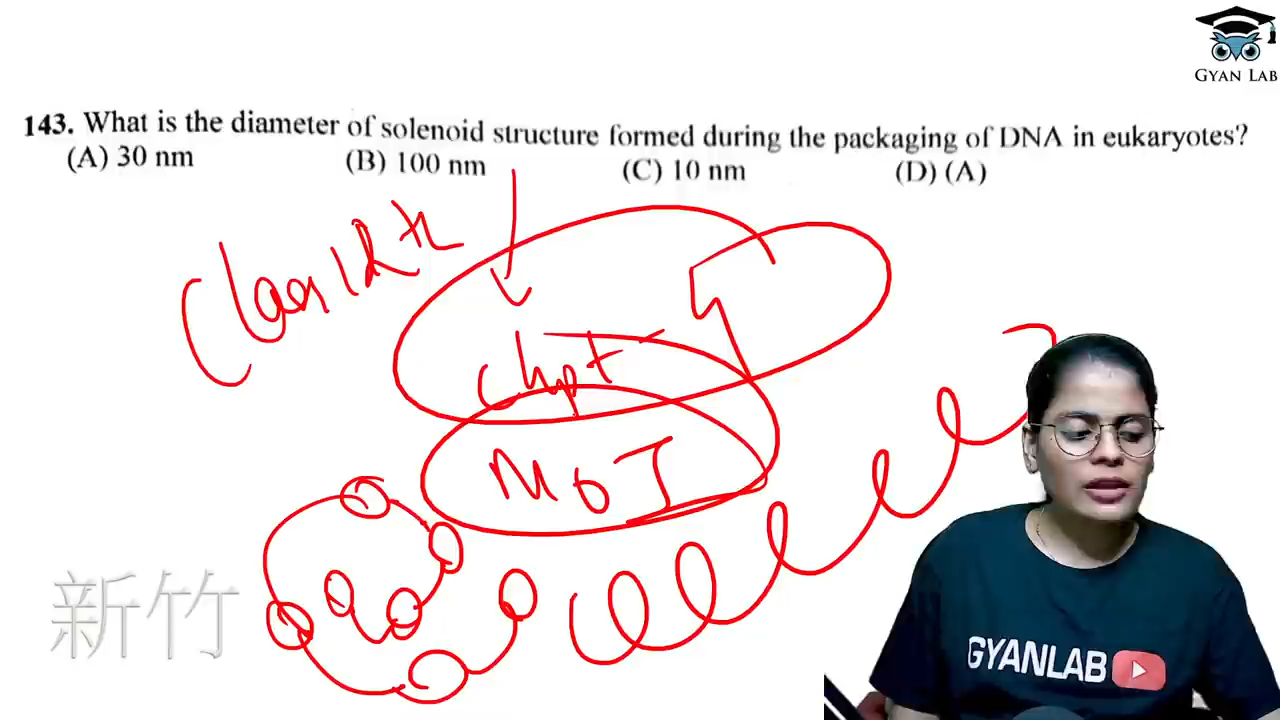 GYAN LAB
143. What is the diameter of solenoid structure formed during the packaging of DNA in eukaryotes?
(A) 30 nm (B) 100 nm (C) 10 nm (D) (A)
Class 12th
Chpt -
MOI
新竹
GYANLAB